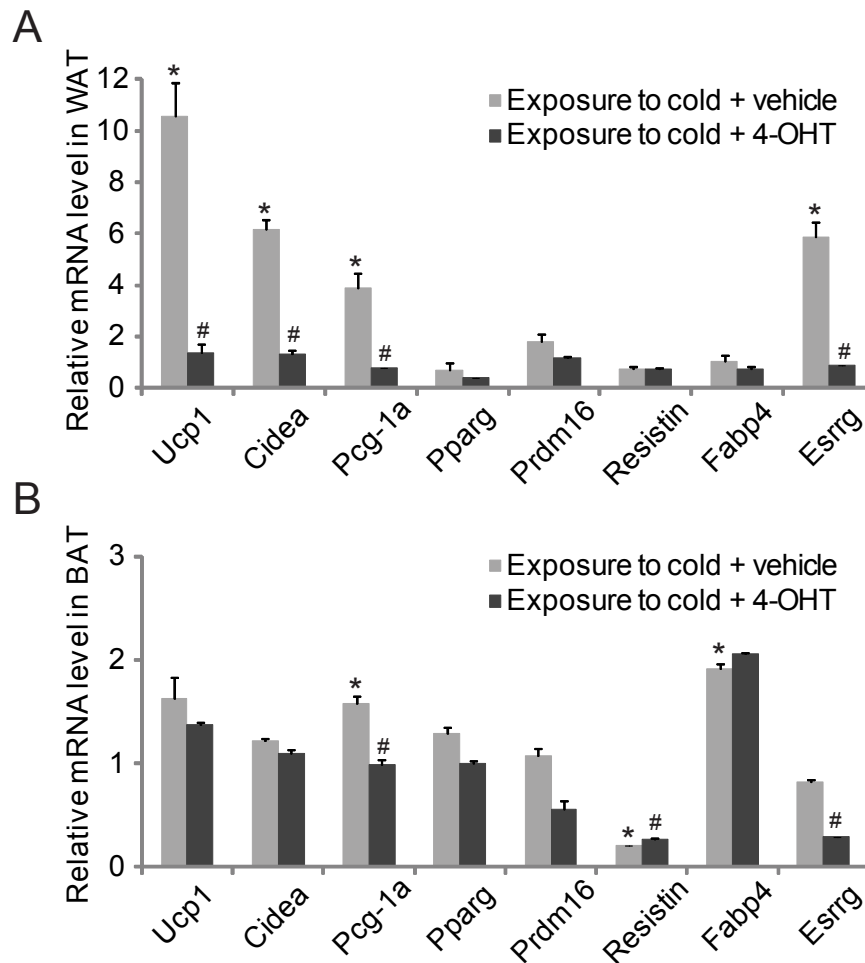 A
Relative mRNA level in WAT
12
10
8
6
4
2
0
*
#
*
#
*
#
*
#
Exposure to cold + vehicle
Exposure to cold + 4-OHT
Ucp1
Cidea
Pcg-1a
Pparg
Prdm16
Resistin
Fabp4
Esrrg
B
Relative mRNA level in BAT
3
2
1
0
*
#
*
#
*
#
Exposure to cold + vehicle
Exposure to cold + 4-OHT
Ucp1
Cidea
Pcg-1a
Pparg
Prdm16
Resistin
Fabp4
Esrrg